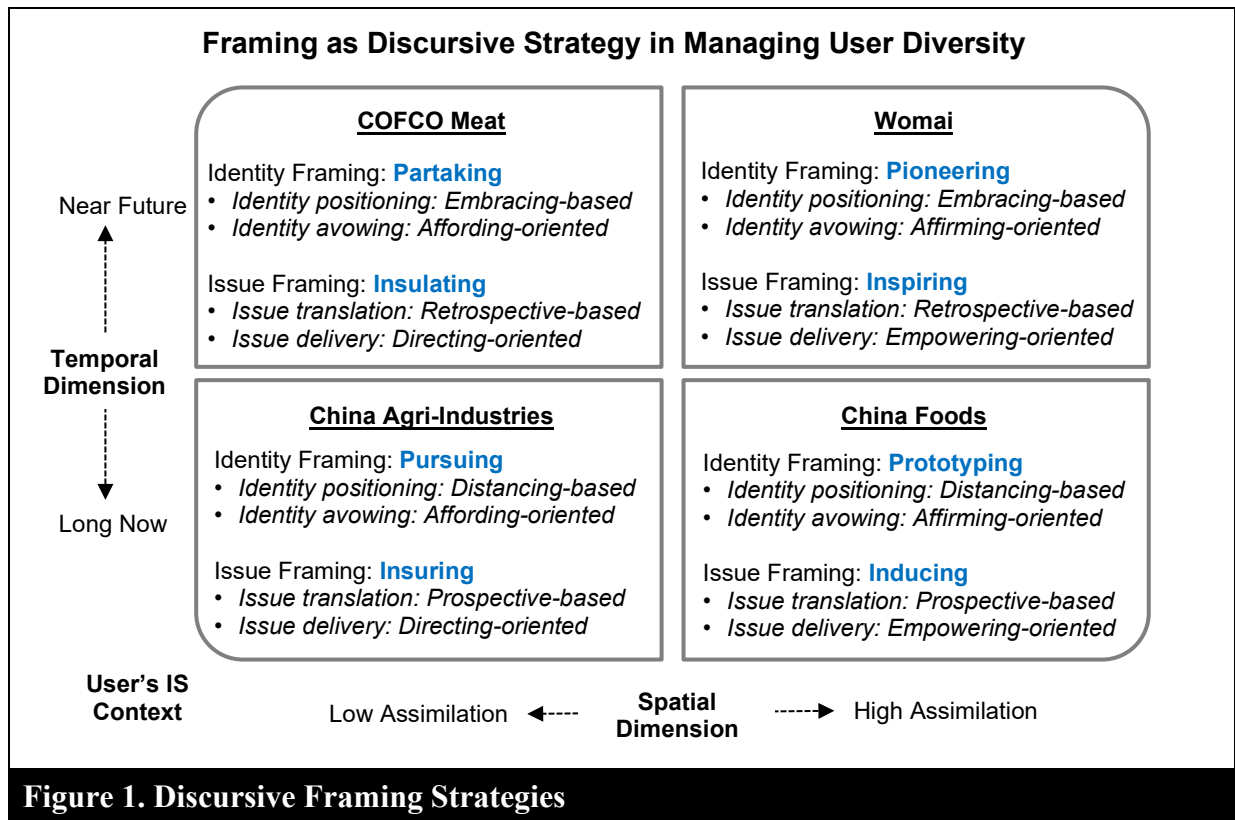 Framing as Discursive Strategy in Managing User Diversity
COFCO Meat
Identity Framing: Partaking
• Identity positioning: Embracing-based
• Identity avowing: Affording-oriented
Issue Framing: Insulating
• Issue translation: Retrospective-based
• Issue delivery: Directing-oriented
Womai
Identity Framing: Pioneering
• Identity positioning: Embracing-based
• Identity avowing: Affirming-oriented
Issue Framing: Inspiring
• Issue translation: Retrospective-based
• Issue delivery: Empowering-oriented
Near Future
Temporal
Dimension
Long Now
China Agri-Industries
Identity Framing: Pursuing
• Identity positioning: Distancing-based
• Identity avowing: Affording-oriented
Issue Framing: Insuring
• Issue translation: Prospective-based
• Issue delivery: Directing-oriented
China Foods
Identity Framing: Prototyping
• Identity positioning: Distancing-based
• Identity avowing: Affirming-oriented
Issue Framing: Inducing
• Issue translation: Prospective-based
• Issue delivery: Empowering-oriented
User's IS
Context
Low Assimilation
Spatial
Dimension
High Assimilation
Figure 1. Discursive Framing Strategies